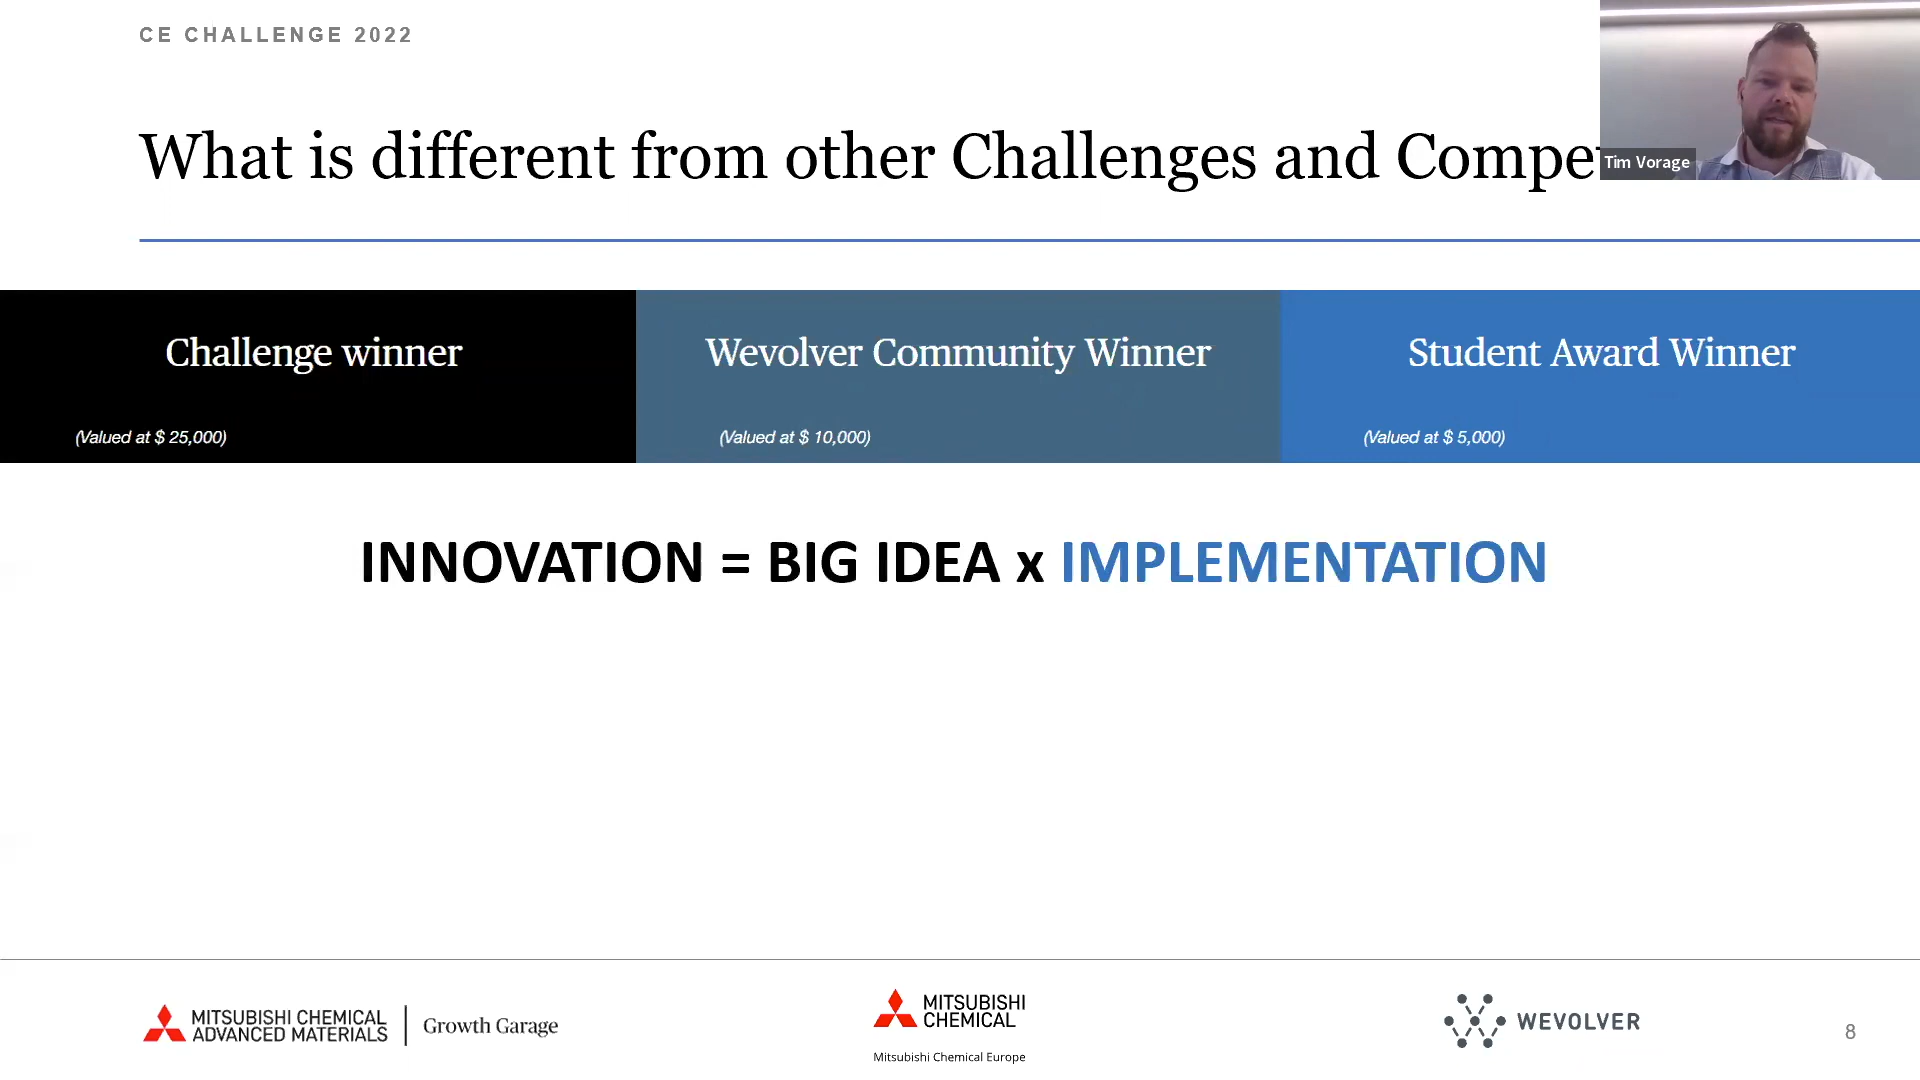 CE CHALLENGE 2022
What is different from other Challenges and Compe
Tim Vorage
Challenge winner
(Valued at $ 25,000)
Wevolver Community Winner
(Valued at $ 10,000)
Student Award Winner
(Valued at $ 5,000)
INNOVATION = BIG IDEA x IMPLEMENTATION
MITSUBISHI CHEMICAL
ADVANCED MATERIALS
Growth Garage
MITSUBISHI
CHEMICAL
Mitsubishi Chemical Europe
WEVOLVER
8